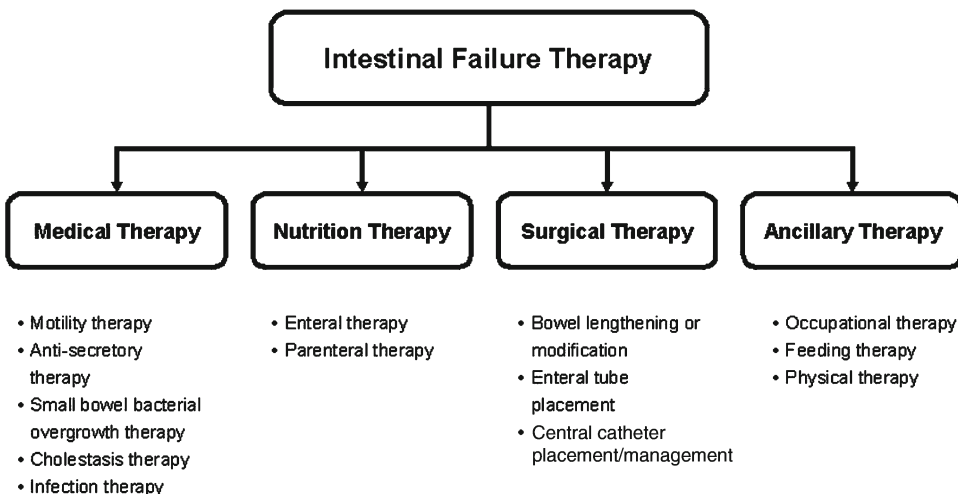 Intestinal Failure Therapy
Medical Therapy
• Motility therapy
• Anti-secretory
therapy
• Small bowel bacterial
overgrowth therapy
• Cholestasis therapy
• Infection therapy
Nutrition Therapy
• Enteral therapy
• Parenteral therapy
Surgical Therapy
• Bowel lengthening or
modification
• Enteral tube
placement
• Central catheter
placement/management
Ancillary Therapy
• Occupational therapy
• Feeding therapy
• Physical therapy